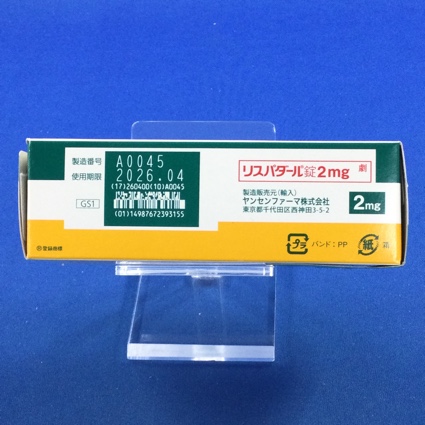 製造番号 A0045
使用期限 2026.04
(17)260400(10)A0045
GS1
(01)14987672393155
リスパダール錠2mg 劇
製造販売元(輸入)
ヤンセンファーマ株式会社
東京都千代田区西神田3-5-2
2mg
®登録商標
プラ バンド:PP
紙 箱